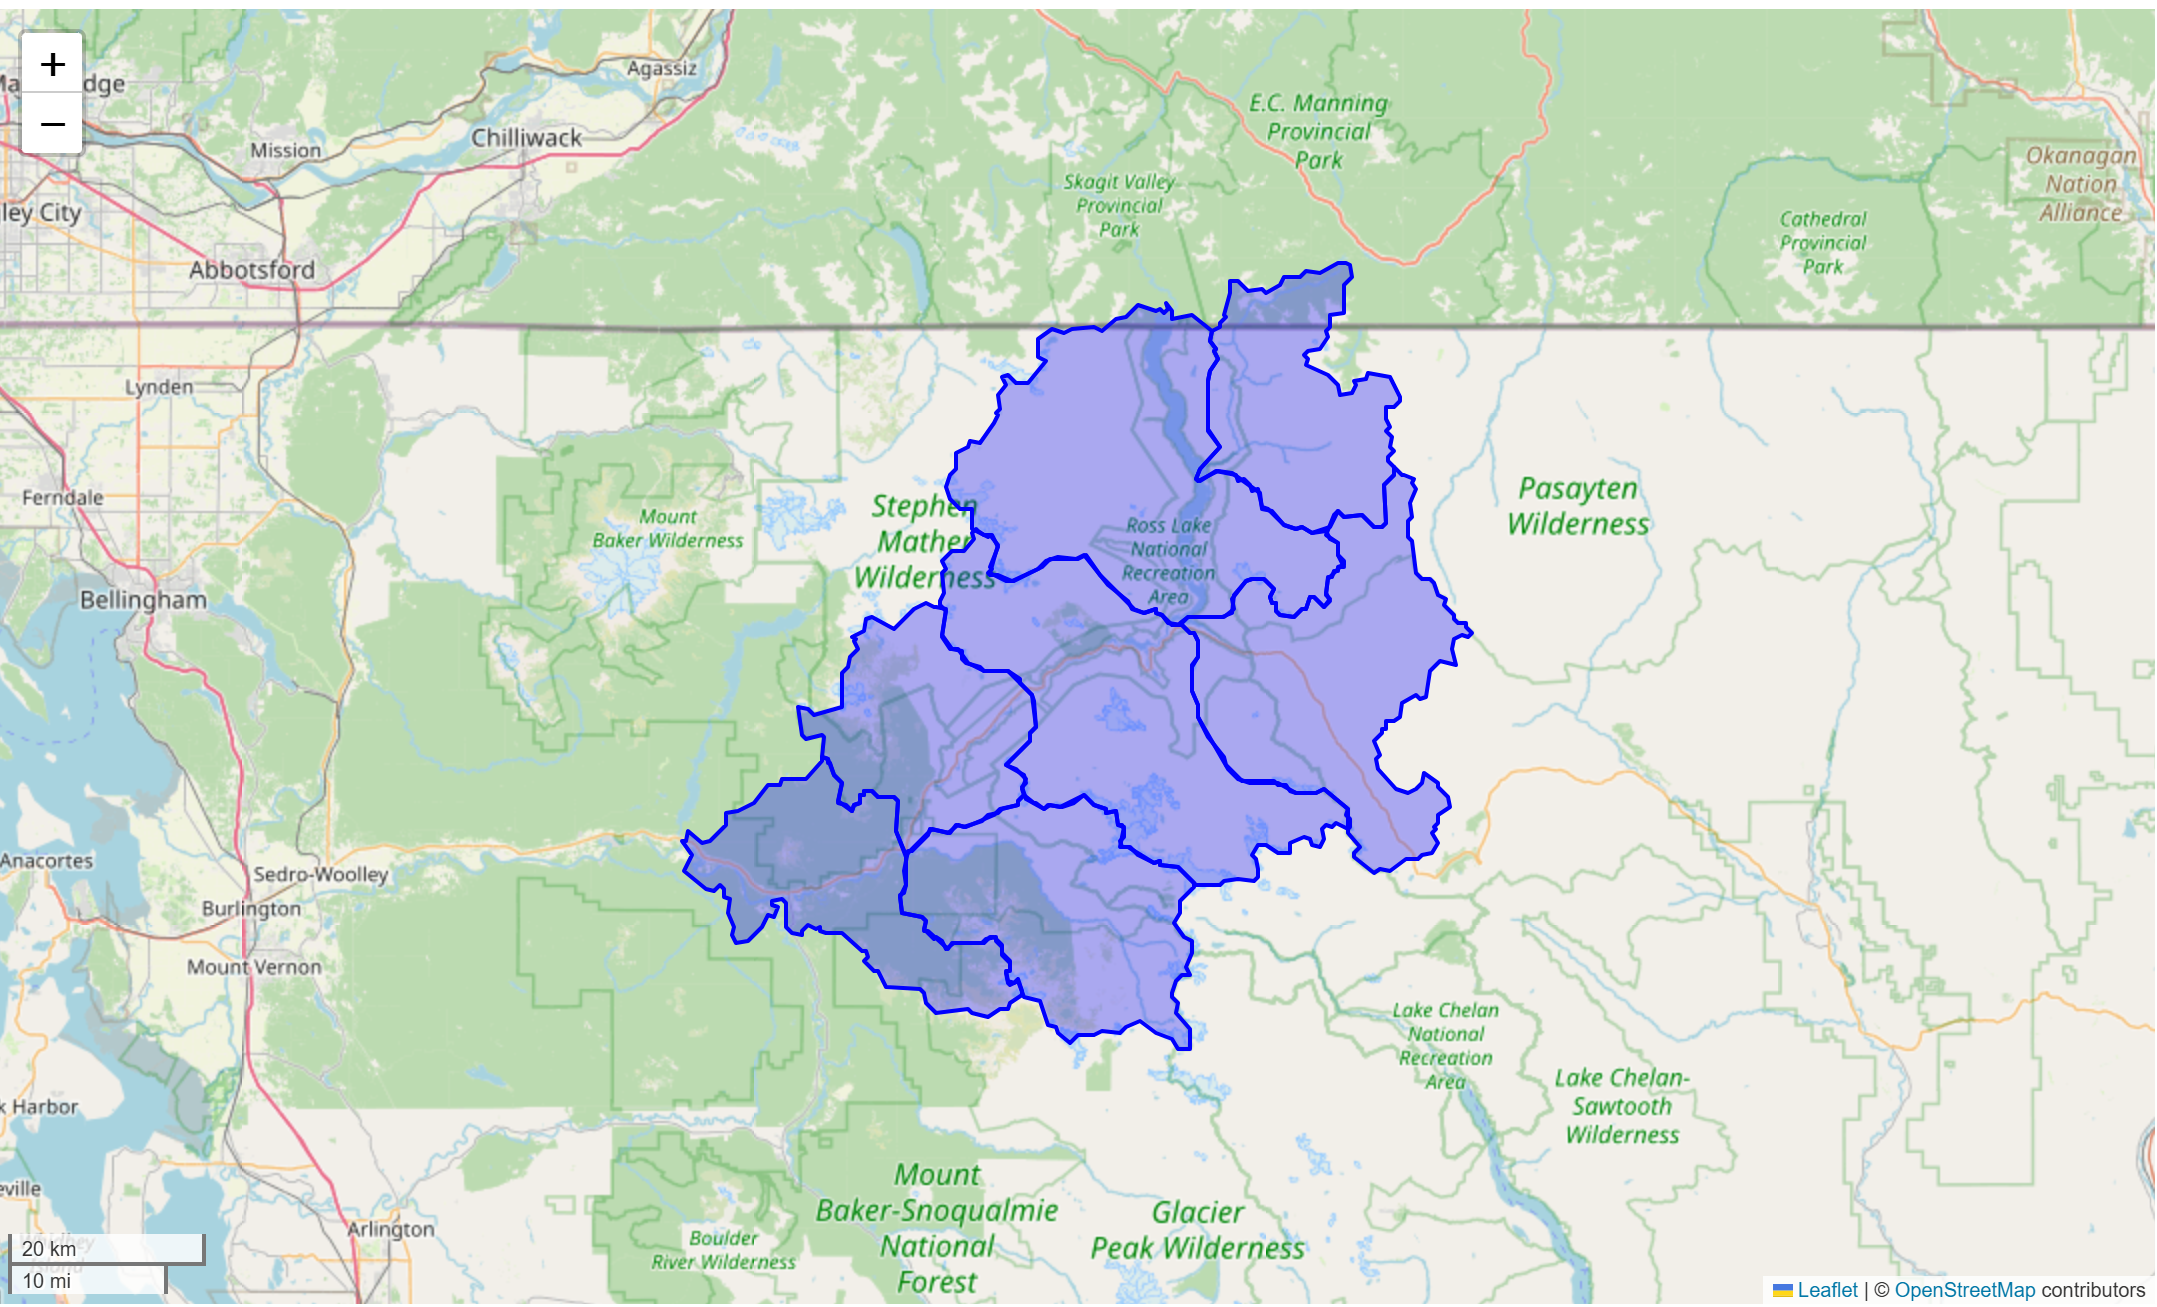 +
−
Agassiz
dge
Mission
Chilliwack
E.C. Manning
Provincial
Park
Okanagan
Nation
Alliance
ley City
Skagit Valley
Provincial
Park
Cathedral
Provincial
Park
Abbotsford
Lynden
Ferndale
Mount
Baker Wilderness
Stephen
Mather
Wilderness
Ross Lake
National
Recreation
Area
Pasayten
Wilderness
Bellingham
Anacortes
Sedro-Woolley
Burlington
Mount Vernon
Lake Chelan
National
Recreation
Area
Lake Chelan-
Sawtooth
Wilderness
k Harbor
Mount
Baker-Snoqualmie
National
Forest
Glacier
Peak Wilderness
Boulder
River Wilderness
eville
Arlington
20 km
10 mi
Leaflet | © OpenStreetMap contributors